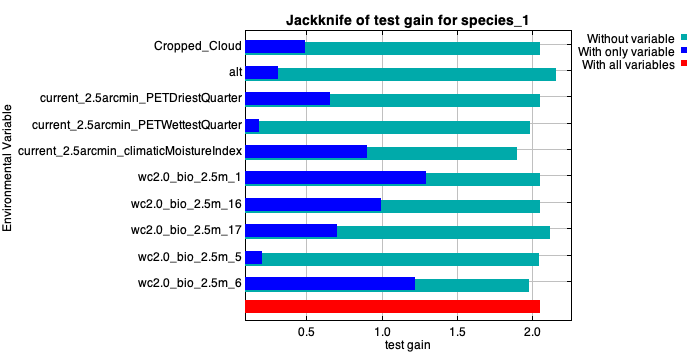 Jackknife of test gain for species_1
Without variable
With only variable
With all variables
Environmental Variable
Cropped_Cloud
alt
current_2.5arcmin_PETDriestQuarter
current_2.5arcmin_PETWettestQuarter
current_2.5arcmin_climaticMoistureIndex
wc2.0_bio_2.5m_1
wc2.0_bio_2.5m_16
wc2.0_bio_2.5m_17
wc2.0_bio_2.5m_5
wc2.0_bio_2.5m_6
0.5 1.0 1.5 2.0
test gain